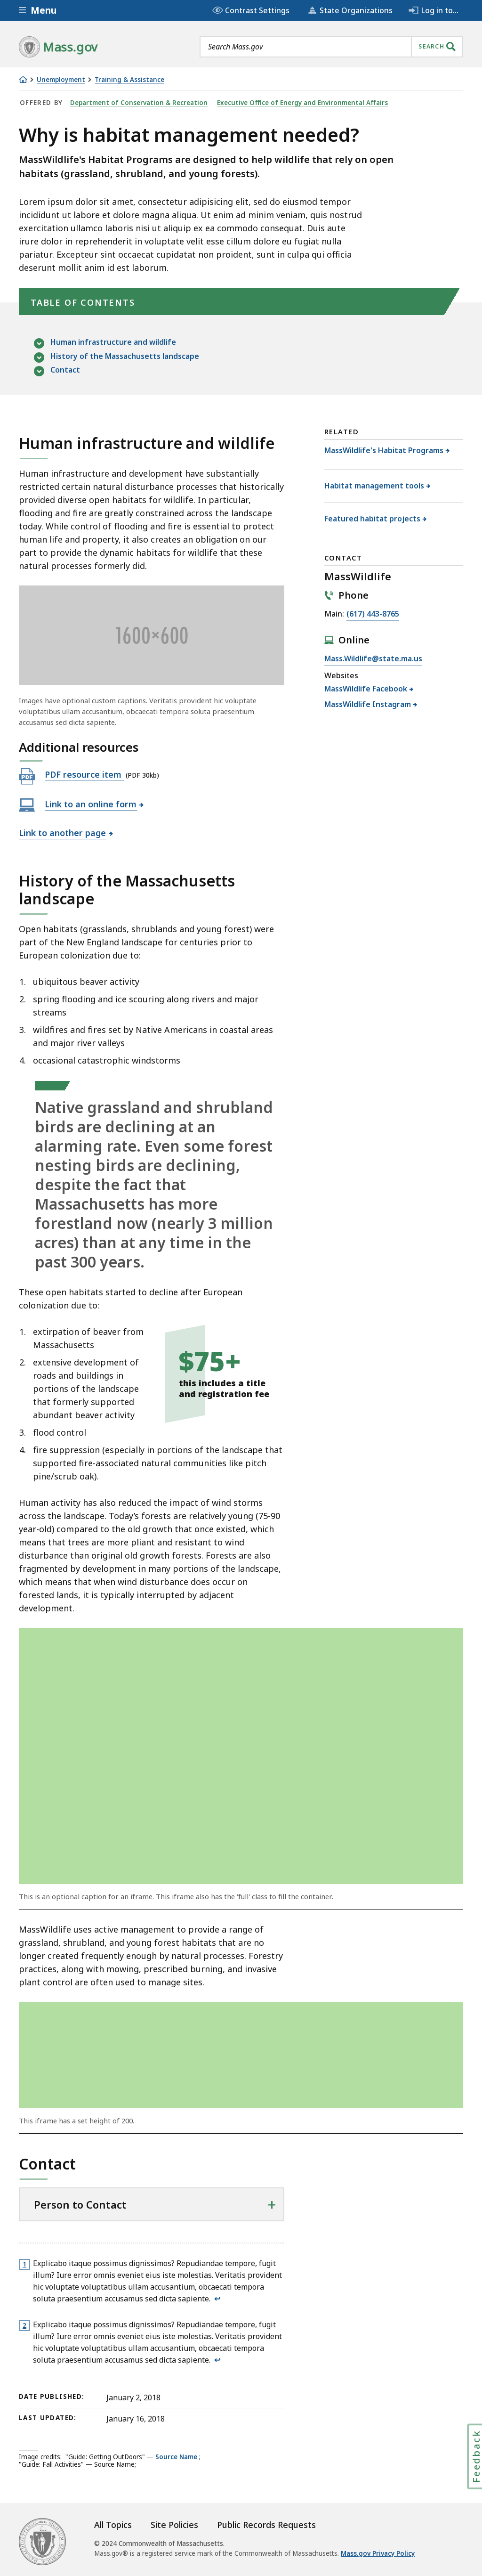 Menu
Contrast Settings
State Organizations
Log in to...
Mass.gov
Search Mass.gov
SEARCH
Unemployment
Training & Assistance
OFFERED BY Department of Conservation & Recreation Executive Office of Energy and Environmental Affairs
Why is habitat management needed?
MassWildlife's Habitat Programs are designed to help wildlife that rely on open
habitats (grassland, shrubland, and young forests).
Lorem ipsum dolor sit amet, consectetur adipisicing elit, sed do eiusmod tempor
incididunt ut labore et dolore magna aliqua. Ut enim ad minim veniam, quis nostrud
exercitation ullamco laboris nisi ut aliquip ex ea commodo consequat. Duis aute
irure dolor in reprehenderit in voluptate velit esse cillum dolore eu fugiat nulla
pariatur. Excepteur sint occaecat cupidatat non proident, sunt in culpa qui officia
deserunt mollit anim id est laborum.
TABLE OF CONTENTS
Human infrastructure and wildlife
History of the Massachusetts landscape
Contact
Human infrastructure and wildlife
Human infrastructure and development have substantially
restricted certain natural disturbance processes that historically
provided diverse open habitats for wildlife. In particular,
flooding and fire are greatly constrained across the landscape
today. While control of flooding and fire is essential to protect
human life and property, it also creates an obligation on our
part to provide the dynamic habitats for wildlife that these
natural processes formerly did.
1600×600
Images have optional custom captions. Veritatis provident hic voluptate
voluptatibus ullam accusantium, obcaecati tempora soluta praesentium
accusamus sed dicta sapiente.
Additional resources
PDF
PDF resource item (PDF 30kb)
Link to an online form
Link to another page
RELATED
MassWildlife's Habitat Programs
Habitat management tools
Featured habitat projects
CONTACT
MassWildlife
Phone
Main: (617) 443-8765
Online
Mass.Wildlife@state.ma.us
Websites
MassWildlife Facebook
MassWildlife Instagram
History of the Massachusetts
landscape
Open habitats (grasslands, shrublands and young forest) were
part of the New England landscape for centuries prior to
European colonization due to:
1. ubiquitous beaver activity
2. spring flooding and ice scouring along rivers and major
streams
3. wildfires and fires set by Native Americans in coastal areas
and major river valleys
4. occasional catastrophic windstorms
Native grassland and shrubland
birds are declining at an
alarming rate. Even some forest
nesting birds are declining,
despite the fact that
Massachusetts has more
forestland now (nearly 3 million
acres) than at any time in the
past 300 years.
These open habitats started to decline after European
colonization due to:
1. extirpation of beaver from
Massachusetts
2. extensive development of
roads and buildings in
portions of the landscape
that formerly supported
abundant beaver activity
$75+
this includes a title
and registration fee
3. flood control
4. fire suppression (especially in portions of the landscape that
supported fire-associated natural communities like pitch
pine/scrub oak).
Human activity has also reduced the impact of wind storms
across the landscape. Today's forests are relatively young (75-90
year-old) compared to the old growth that once existed, which
means that trees are more pliant and resistant to wind
disturbance than original old growth forests. Forests are also
fragmented by development in many portions of the landscape,
which means that when wind disturbance does occur on
forested lands, it is typically interrupted by adjacent
development.
This is an optional caption for an iframe. This iframe also has the 'full' class to fill the container.
MassWildlife uses active management to provide a range of
grassland, shrubland, and young forest habitats that are no
longer created frequently enough by natural processes. Forestry
practices, along with mowing, prescribed burning, and invasive
plant control are often used to manage sites.
This iframe has a set height of 200.
Contact
Person to Contact
1 Explicabo itaque possimus dignissimos? Repudiandae tempore, fugit
illum? Iure error omnis eveniet eius iste molestias. Veritatis provident
hic voluptate voluptatibus ullam accusantium, obcaecati tempora
soluta praesentium accusamus sed dicta sapiente. ↩
2 Explicabo itaque possimus dignissimos? Repudiandae tempore, fugit
illum? Iure error omnis eveniet eius iste molestias. Veritatis provident
hic voluptate voluptatibus ullam accusantium, obcaecati tempora
soluta praesentium accusamus sed dicta sapiente. ↩
DATE PUBLISHED: January 2, 2018
LAST UPDATED: January 16, 2018
Image credits: "Guide: Getting OutDoors" — Source Name ;
"Guide: Fall Activities" — Source Name;
Feedback
All Topics
Site Policies
Public Records Requests
© 2024 Commonwealth of Massachusetts.
Mass.gov® is a registered service mark of the Commonwealth of Massachusetts. Mass.gov Privacy Policy